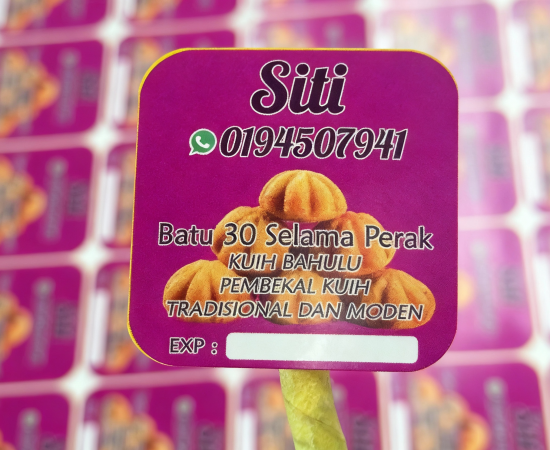 Siti
0194507941
Batu 30 Selama Perak
KUIH BAHULU
PEMBEKAL KUIH
TRADISIONAL DAN MODEN
EXP :